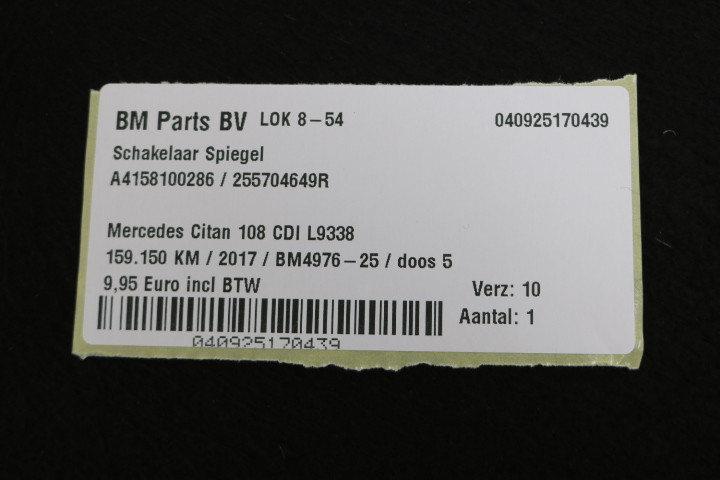 BM Parts BV LOK 8-54 040925170439
Schakelaar Spiegel
A4158100286 / 255704649R
Mercedes Citan 108 CDI L9338
159.150 KM / 2017 / BM4976-25 / doos 5
9,95 Euro incl BTW Verz: 10
Aantal: 1
040925170439